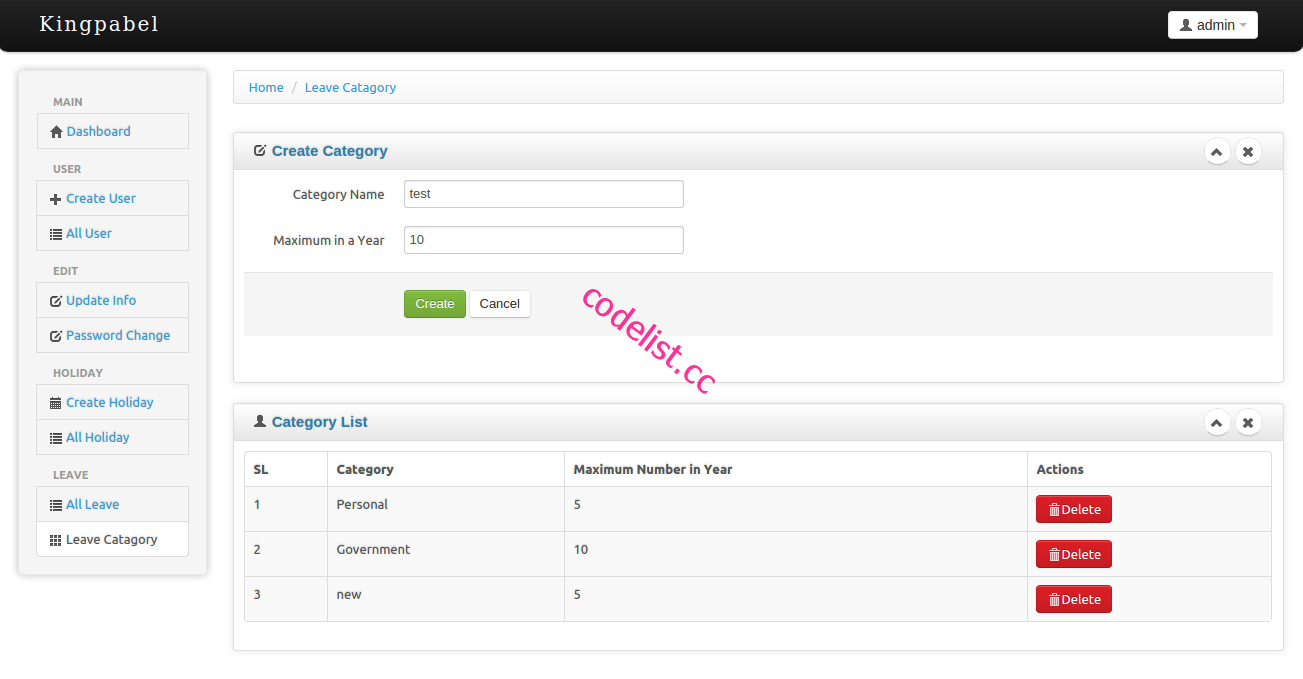 Kingpabel
admin
MAIN
Dashboard
USER
Create User
All User
EDIT
Update Info
Password Change
HOLIDAY
Create Holiday
All Holiday
LEAVE
All Leave
Leave Catagory
Home / Leave Catagory
Create Category
Category Name test
Maximum in a Year 10
Create Cancel
codelist.cc
Category List
SL Category Maximum Number in Year Actions
1 Personal 5 Delete
2 Government 10 Delete
3 new 5 Delete